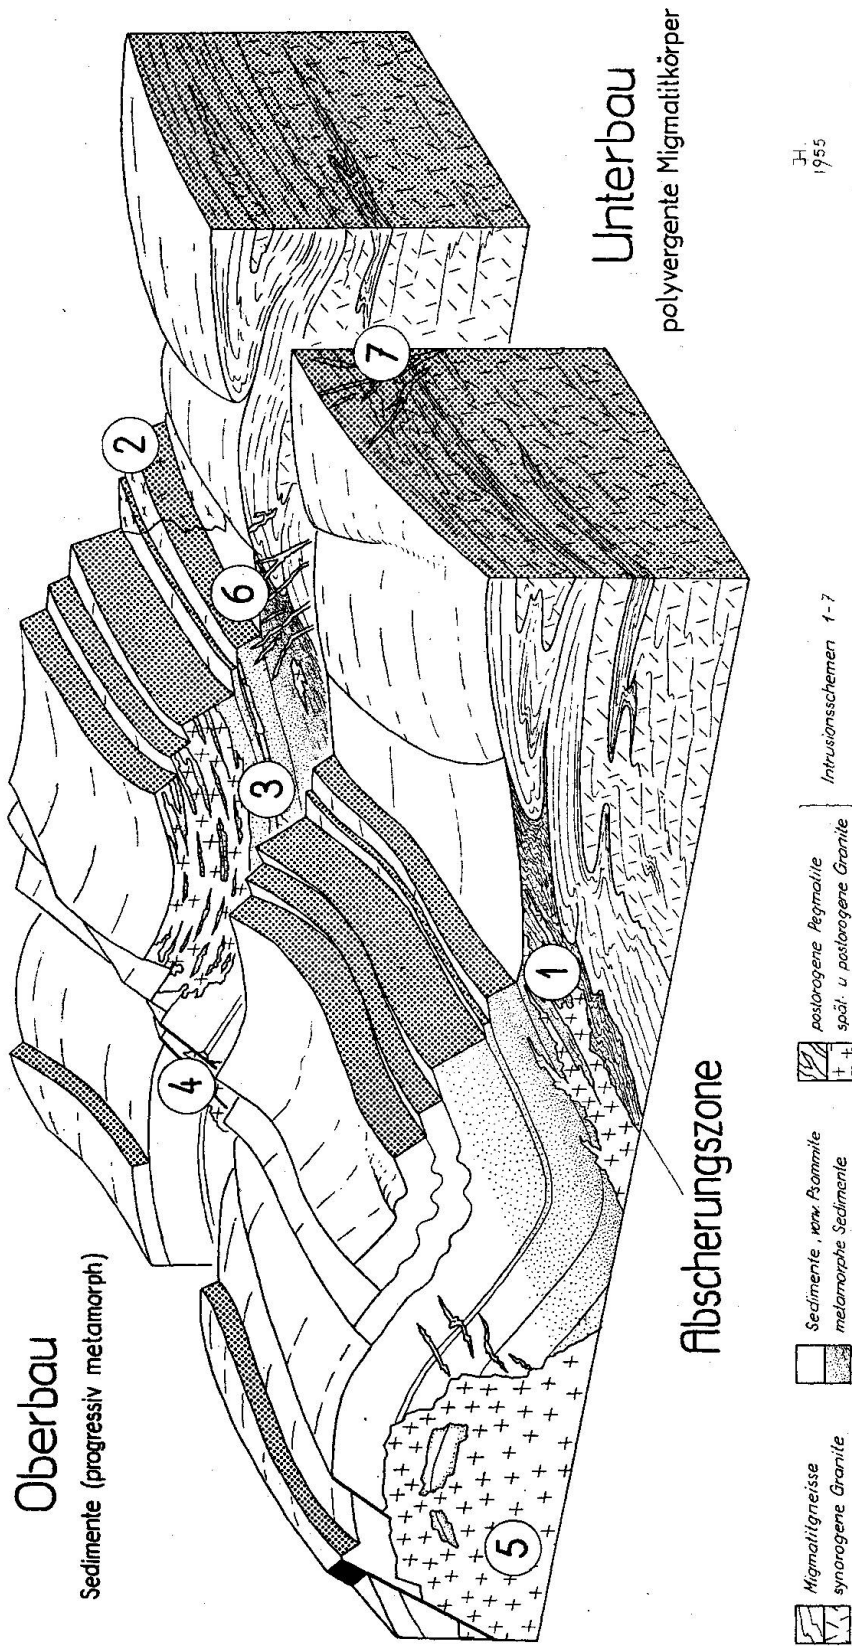 Oberbau
Sedimente (progressiv metamorph)
Unterbau
polyvergente Migmatitkörper
Abscherungszone
1
2
3
4
5
6
7
Migmatitgneisse
synorogene Granite
Sedimente, vorw. Psammite
metamorphe Sedimente
postorogene Pegmatite
spät- u postorogene Granite
Intrusionsschemen 1-7
H.
1955